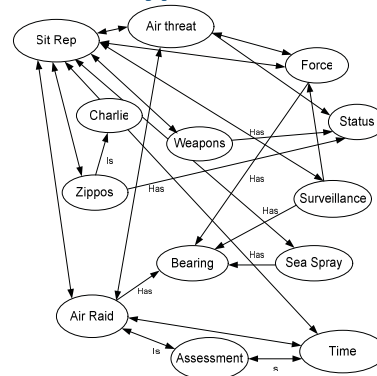 Air threat
Sit Rep
Force
Charlie
Status
Weapons
Has
Is
Zippos
Has
Has
Surveillance
Has
Bearing
Has
Sea Spray
Has
Air Raid
Is
Assessment
s
Time